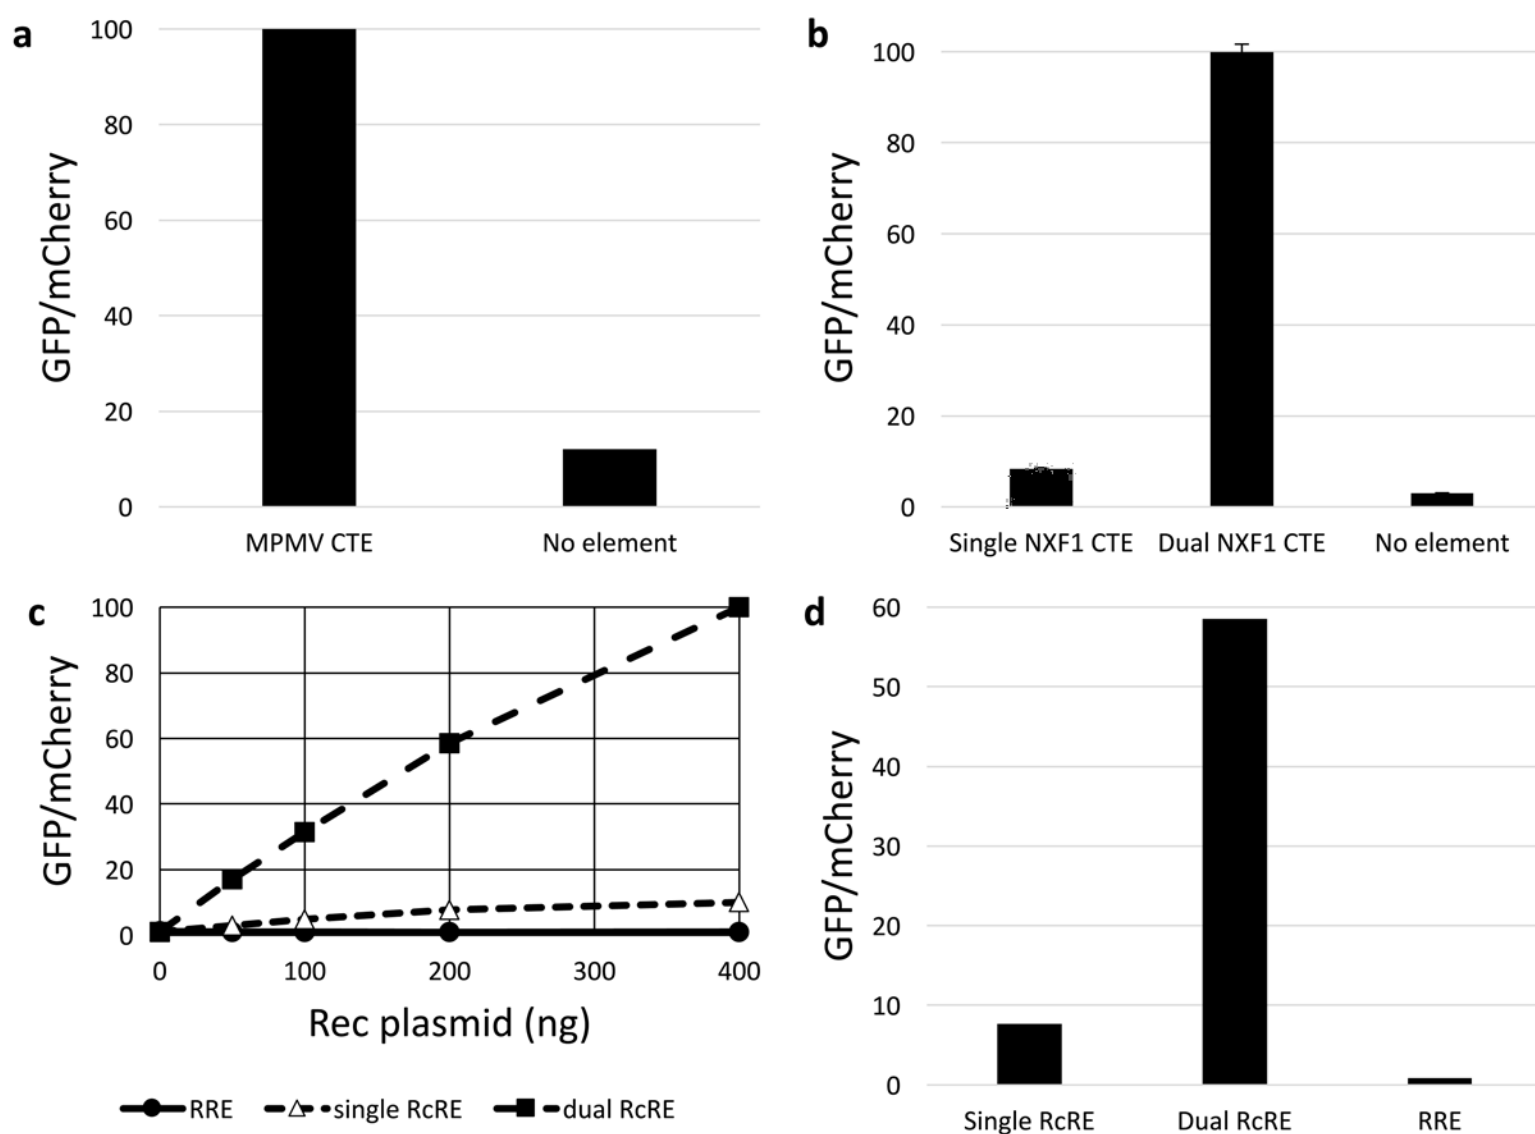 a
100
80
60
40
20
0
GFP/mCherry
MPMV CTE No element
b
100
80
60
40
20
0
GFP/mCherry
Single NXF1 CTE Dual NXF1 CTE No element
c
100
80
60
40
20
0
GFP/mCherry
0 100 200 300 400
Rec plasmid (ng)
RRE single RcRE dual RcRE
d
60
50
40
30
20
10
0
GFP/mCherry
Single RcRE Dual RcRE RRE